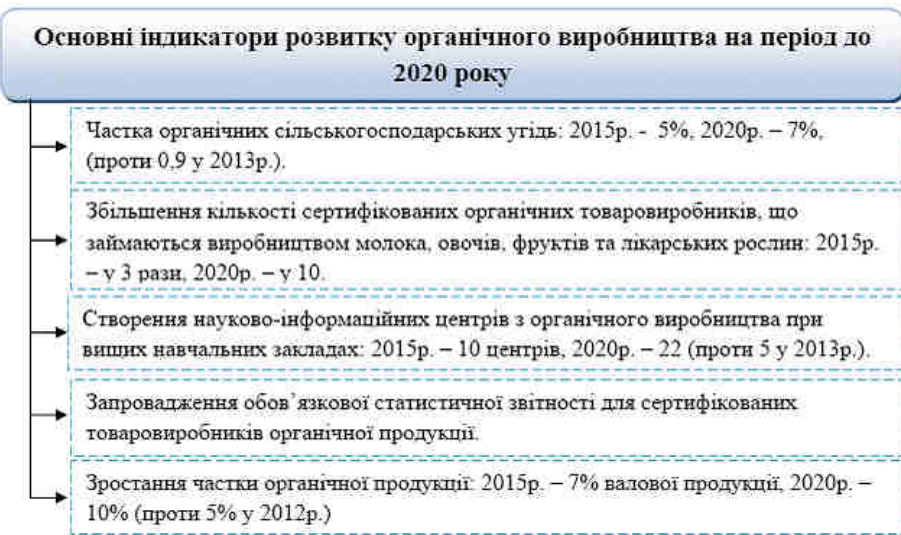 Основні індикатори розвитку органічного виробництва на період до
2020 року
Частка органічних сільськогосподарських угідь: 2015р. - 5%, 2020р. – 7%,
(проти 0,9 у 2013р.).
Збільшення кількості сертифікованих органічних товаровиробників, що
займаються виробництвом молока, овочів, фруктів та лікарських рослин: 2015р.
– у 3 рази, 2020р. – у 10.
Створення науково-інформаційних центрів з органічного виробництва при
вищих навчальних закладах: 2015р. – 10 центрів, 2020р. – 22 (проти 5 у 2013р.).
Запровадження обов’язкової статистичної звітності для сертифікованих
товаровиробників органічної продукції.
Зростання частки органічної продукції: 2015р. – 7% валової продукції, 2020р. –
10% (проти 5% у 2012р.)